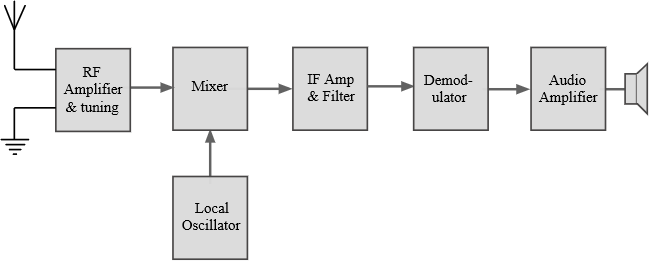 RF
Amplifier
& tuning
Mixer
IF Amp
& Filter
Demod-
ulator
Audio
Amplifier
Local
Oscillator